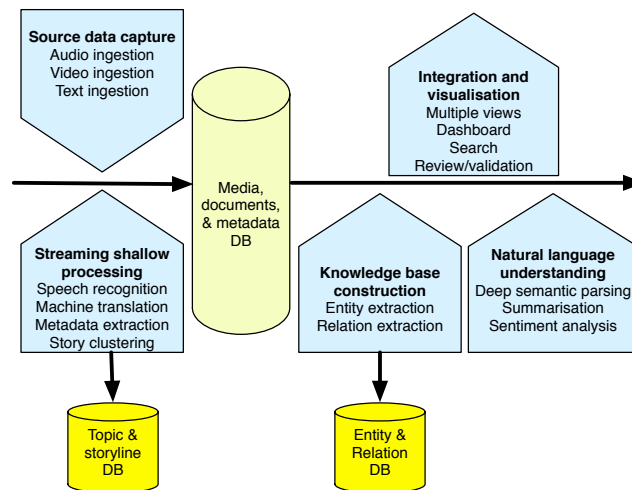 Source data capture
Audio ingestion
Video ingestion
Text ingestion
Integration and
visualisation
Multiple views
Dashboard
Search
Review/validation
Media,
documents,
& metadata
DB
Streaming shallow
processing
Speech recognition
Machine translation
Metadata extraction
Story clustering
Knowledge base
construction
Entity extraction
Relation extraction
Natural language
understanding
Deep semantic parsing
Summarisation
Sentiment analysis
Topic &
storyline
DB
Entity &
Relation
DB